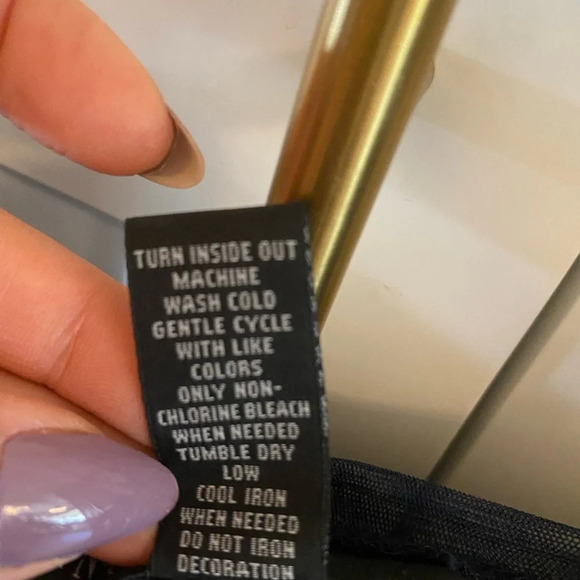 TURN INSIDE OUT
MACHINE
WASH COLD
GENTLE CYCLE
WITH LIKE
COLORS
ONLY NON-
CHLORINE BLEACH
WHEN NEEDED
TUMBLE DRY
LOW
COOL IRON
WHEN NEEDED
DO NOT IRON
DECORATION